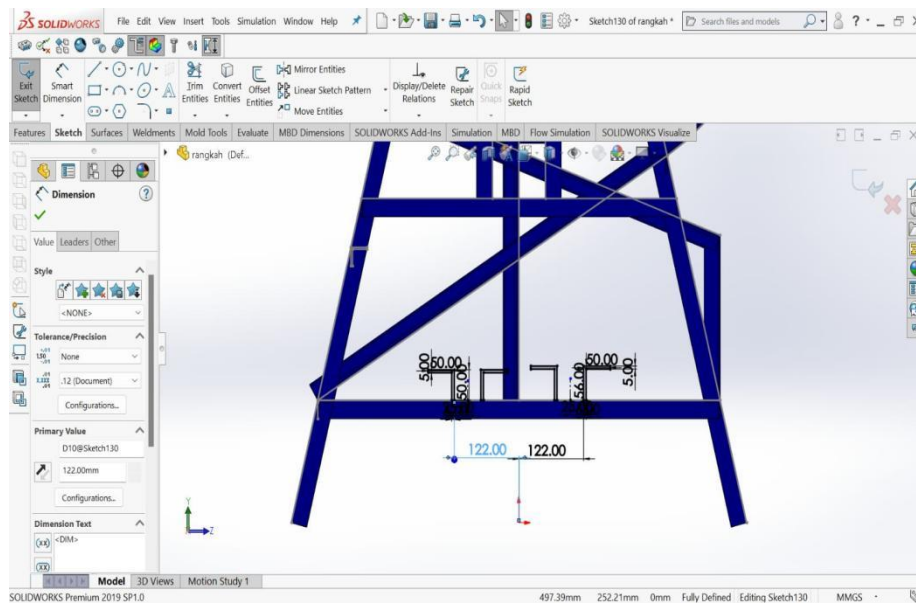 SOLIDWORKS File Edit View Insert Tools Simulation Window Help Sketch130 of rangkah * Search files and models
Exit Sketch
Smart Dimension
Trim Entities
Convert Entities
Offset Entities
Mirror Entities
Linear Sketch Pattern
Move Entities
Display/Delete Relations
Repair Sketch
Quick Snaps
Rapid Sketch
Features Sketch Surfaces Weldments Mold Tools Evaluate MBD Dimensions SOLIDWORKS Add-Ins Simulation MBD Flow Simulation SOLIDWORKS Visualize
rangkah (Def...
Dimension
Value Leaders Other
Style
<NONE>
Tolerance/Precision
None
.12 (Document)
Configurations...
Primary Value
D10@Sketch130
122.00mm
Configurations...
Dimension Text
<DIM>
5.00
50.00
50.00
56.00
50.00
5.00
122.00 122.00
Y
Z
Model 3D Views Motion Study 1
SOLIDWORKS Premium 2019 SP1.0 497.39mm 252.21mm 0mm Fully Defined Editing Sketch130 MMGS